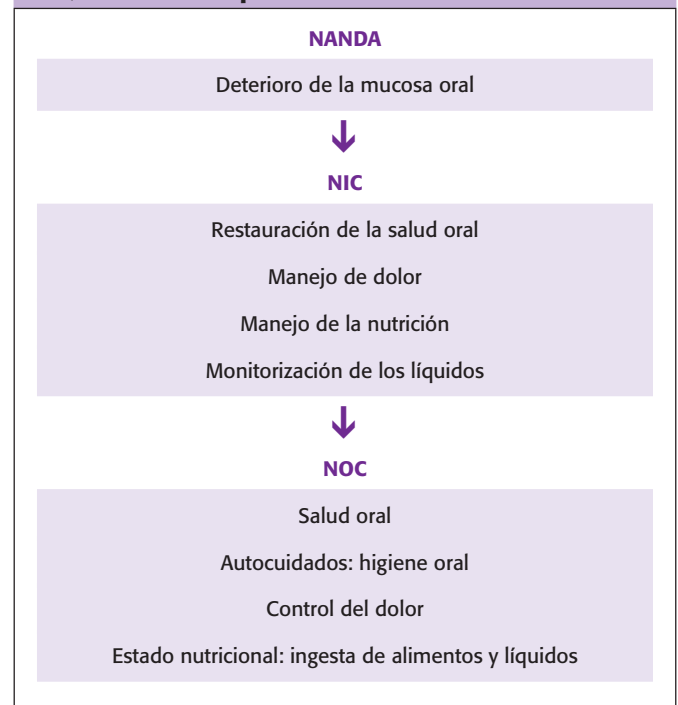 NANDA
Deterioro de la mucosa oral
NIC
Restauración de la salud oral
Manejo de dolor
Manejo de la nutrición
Monitorización de los líquidos
NOC
Salud oral
Autocuidados: higiene oral
Control del dolor
Estado nutricional: ingesta de alimentos y líquidos